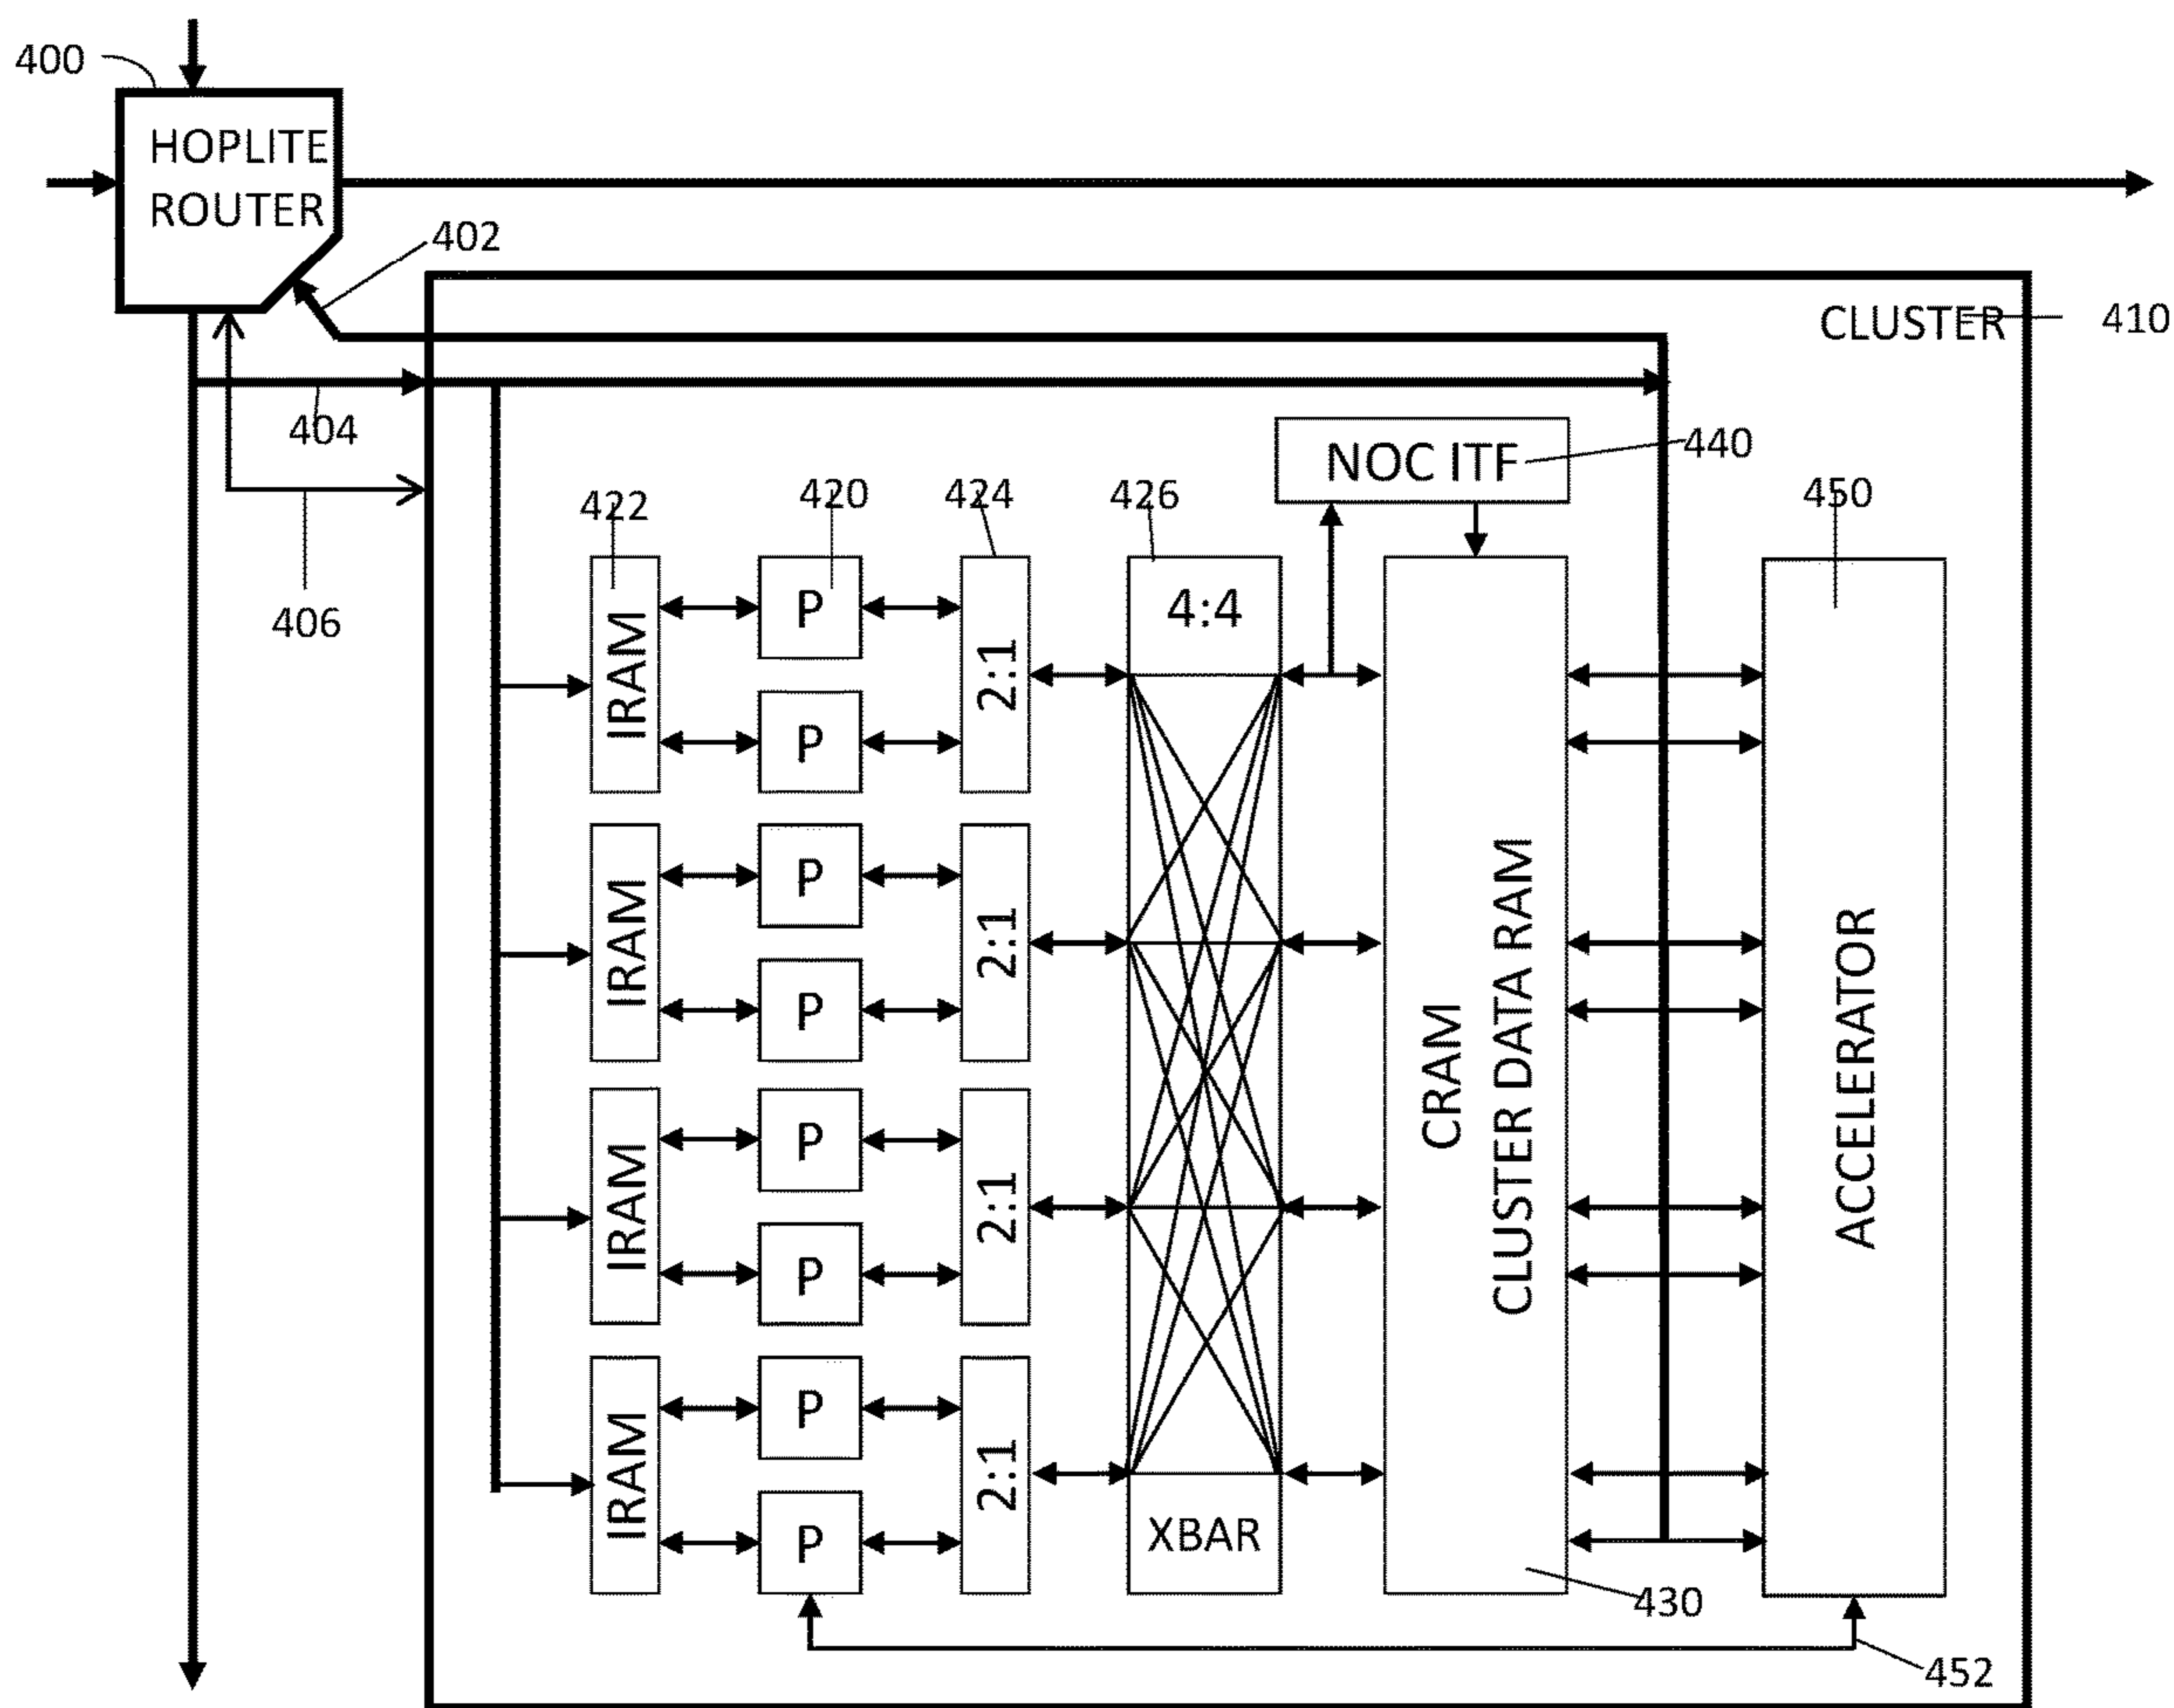 400
HOPLITE
ROUTER
402
CLUSTER
410
404
NOC ITF
440
422
420
424
426
450
406
4:4
IRAM
P
P
2:1
IRAM
P
P
2:1
IRAM
P
P
2:1
IRAM
P
P
2:1
XBAR
CRAM
CLUSTER DATA RAM
ACCELERATOR
430
452